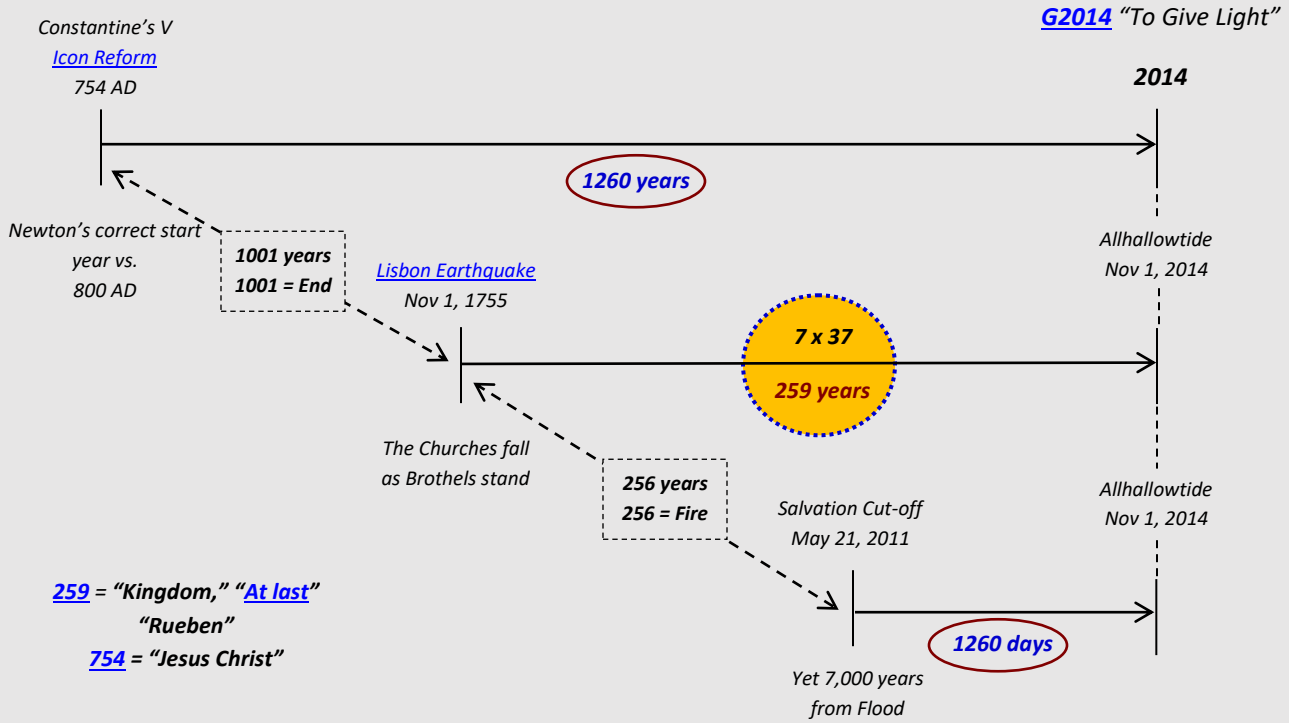 Constantine's V
Icon Reform
754 AD
G2014 "To Give Light"
2014
1260 years
Newton's correct start
year vs.
800 AD
1001 years
1001 = End
Lisbon Earthquake
Nov 1, 1755
Allhallowtide
Nov 1, 2014
7 x 37
259 years
The Churches fall
as Brothels stand
256 years
256 = Fire
Salvation Cut-off
May 21, 2011
Allhallowtide
Nov 1, 2014
259 = "Kingdom," "At last"
"Rueben"
754 = "Jesus Christ"
1260 days
Yet 7,000 years
from Flood